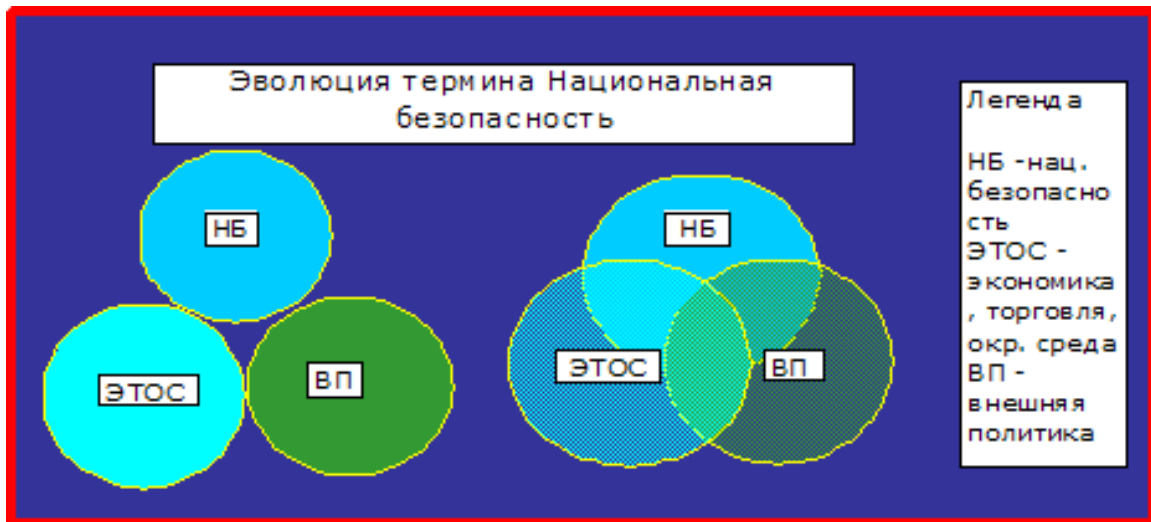 Эволюция термина Национальная
безопасность
НБ
ЭТОС
ВП
НБ
ЭТОС
ВП
Легенда
НБ -нац.
безопасно
сть
ЭТОС -
экономика
, торговля,
окр. среда
ВП -
внешняя
политика